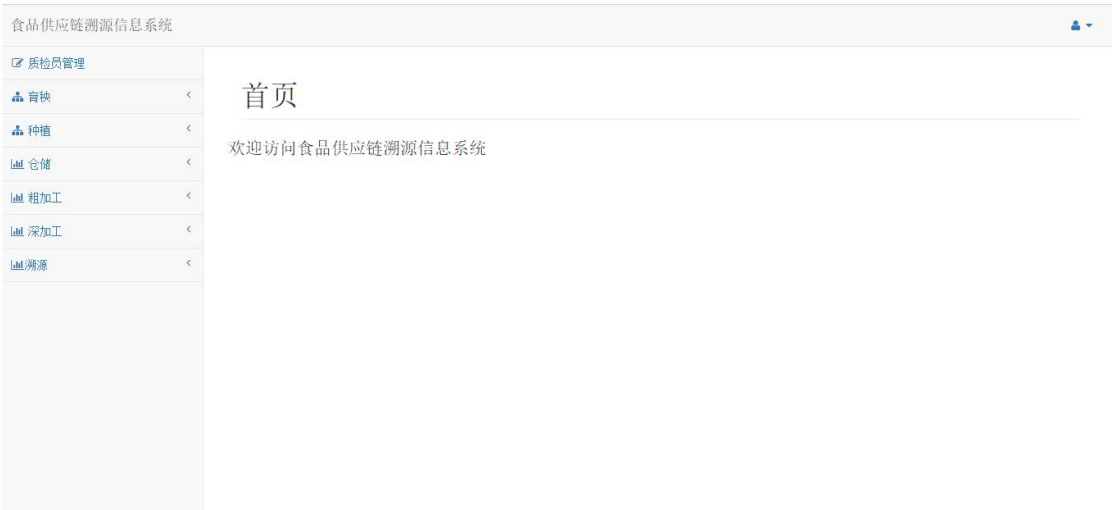 食品供应链溯源信息系统
质检员管理
育秧
种植
仓储
粗加工
深加工
溯源
首页
欢迎访问食品供应链溯源信息系统